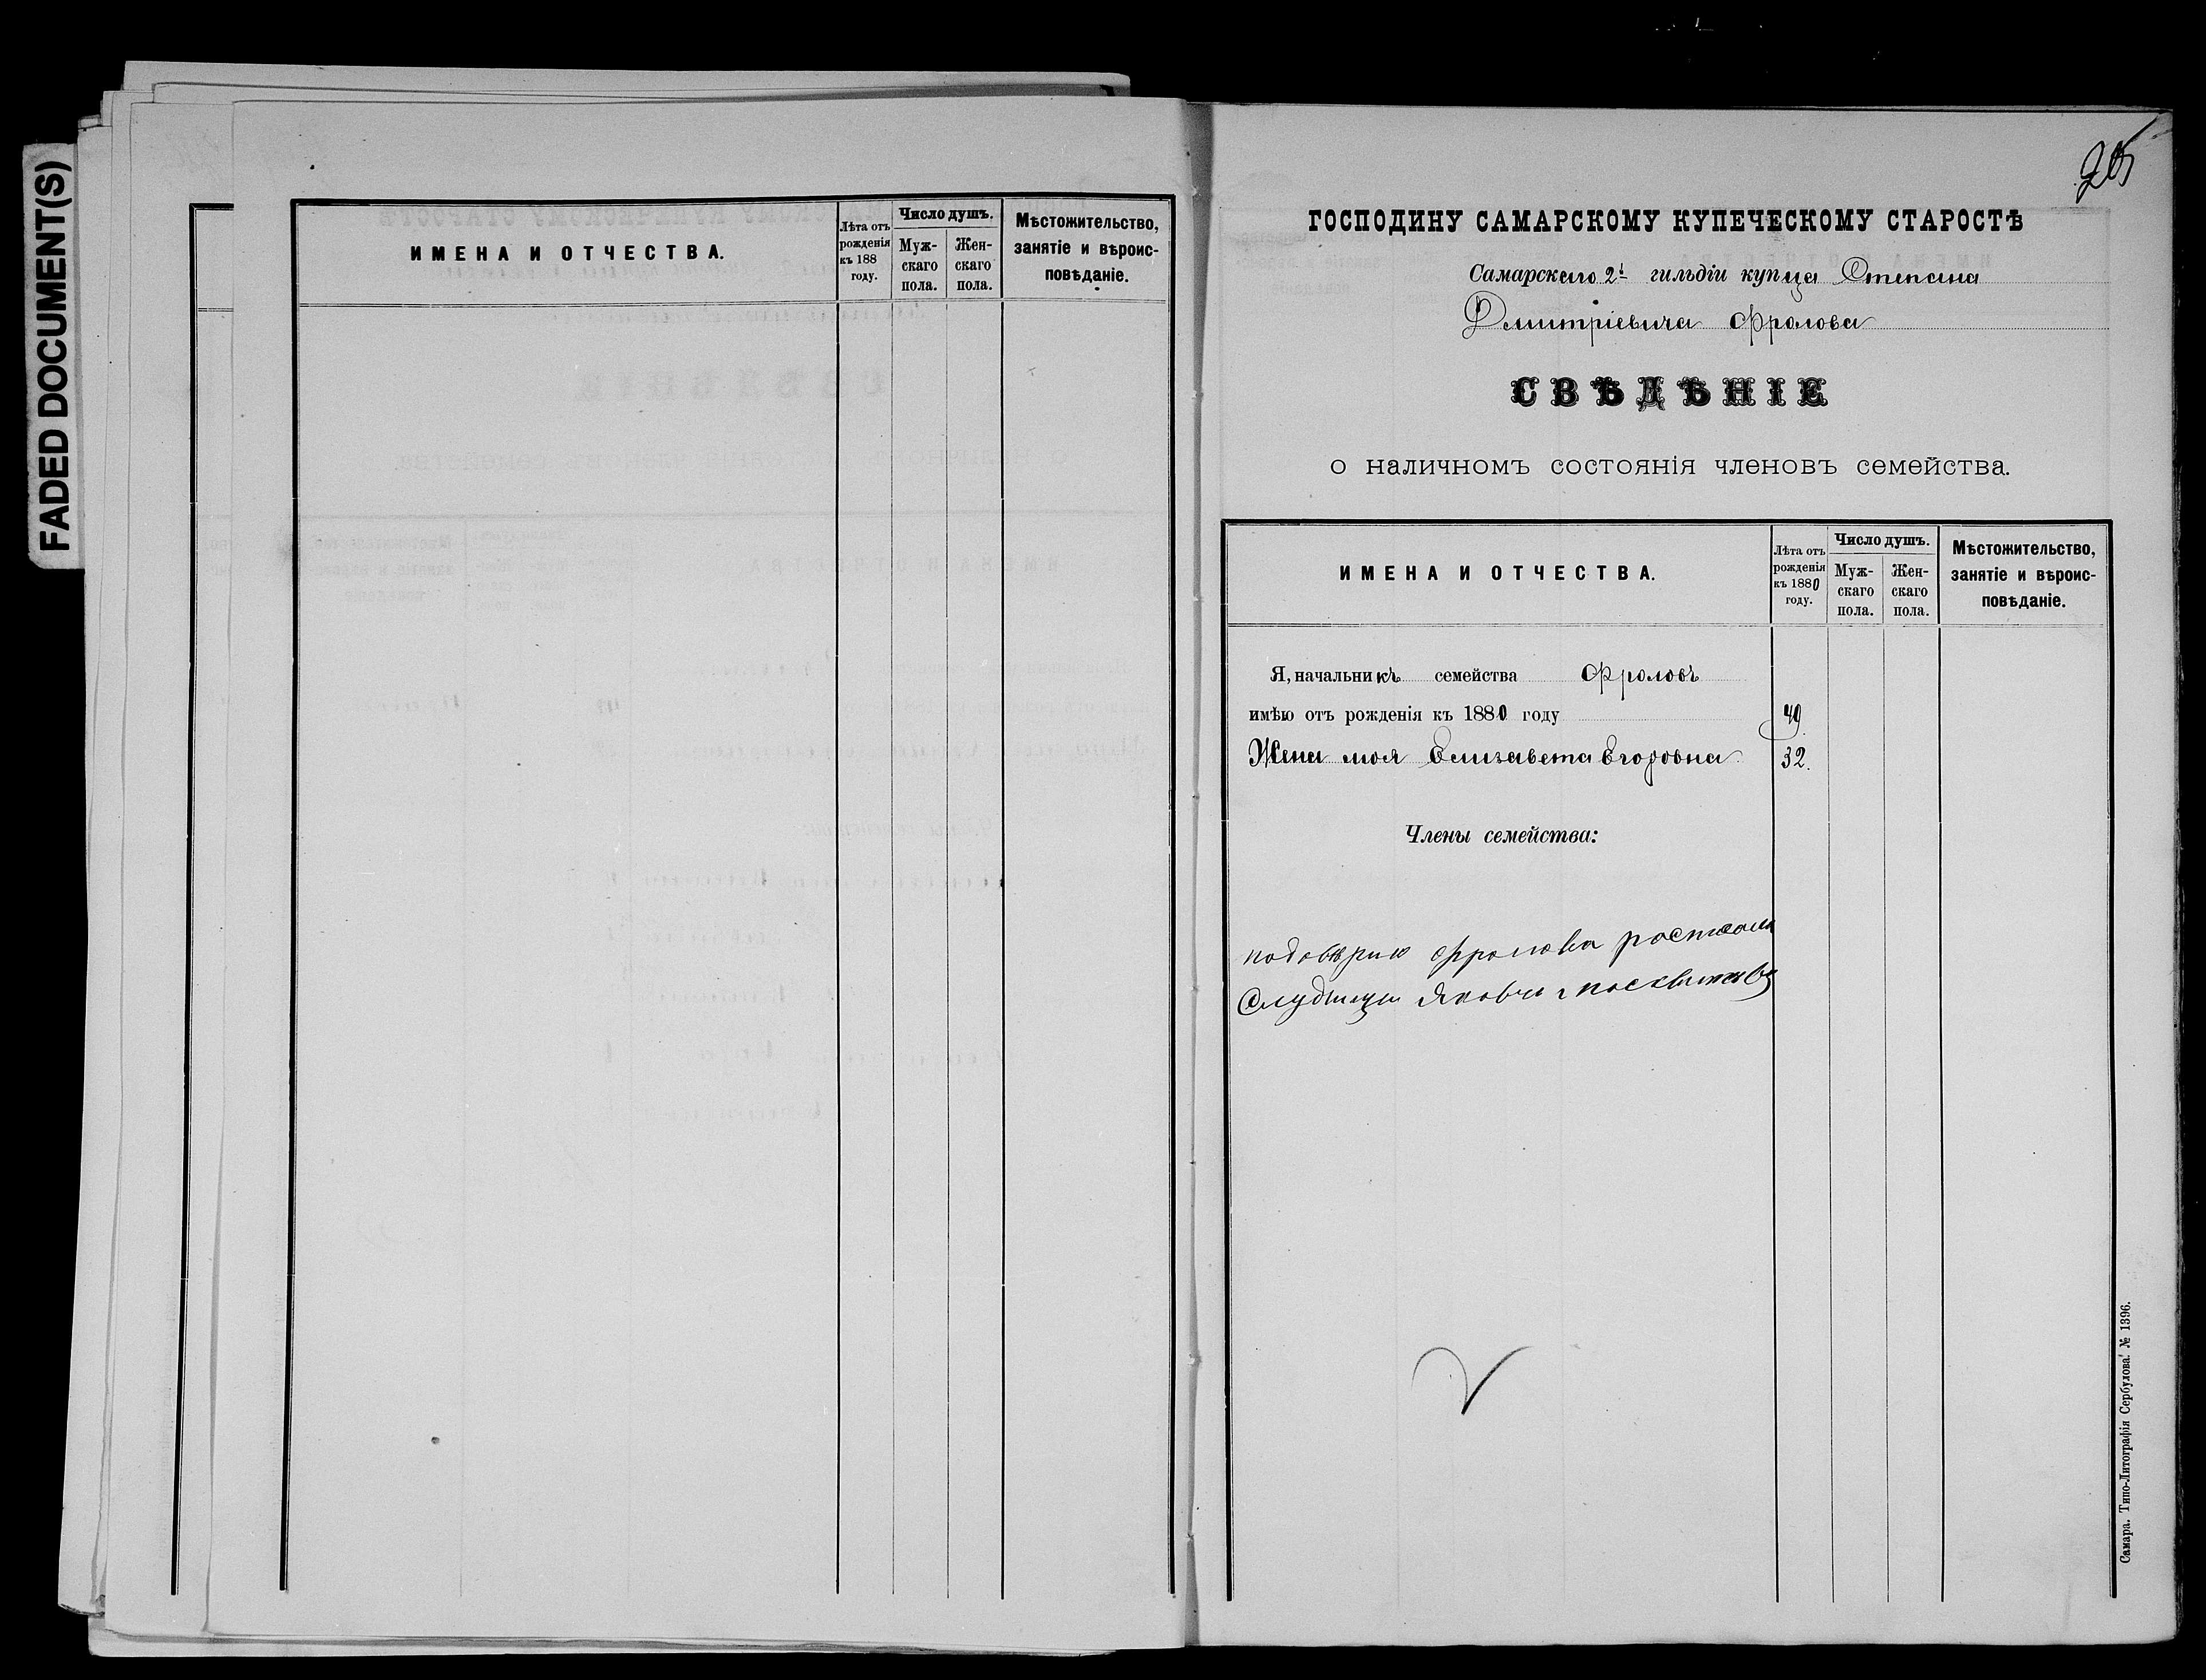 FADED DOCUMENT(S)
ИМЕНА И ОТЧЕСТВА.
Лѣта отъ рожденія къ 188 году.
Число душъ.
Муж-скаго пола.
Жен-скаго пола.
Мѣстожительство, занятіе и вѣроис-повѣданіе.
ГОСПОДИНУ САМАРСКОМУ КУПЕЧЕСКОМУ СТАРОСТѢ
Самарскаго 2й гильдіи купца Степана
Дмитріевича Фролова
СВѢДѢНІЕ
о наличномъ состоянія членовъ семейства.
ИМЕНА И ОТЧЕСТВА.
Лѣта отъ рожденія къ 1880 году.
Число душъ.
Муж-скаго пола.
Жен-скаго пола.
Мѣстожительство, занятіе и вѣроис-повѣданіе.
Я, начальникъ семейства Фроловъ
имѣю отъ рожденія къ 1880 году 49.
Жена моя Елизавета Егоровна 32.
Члены семейства:
подовѣрию Фролова
Яковъ
Самара. Типо-Литографія Сербулова. № 1396.